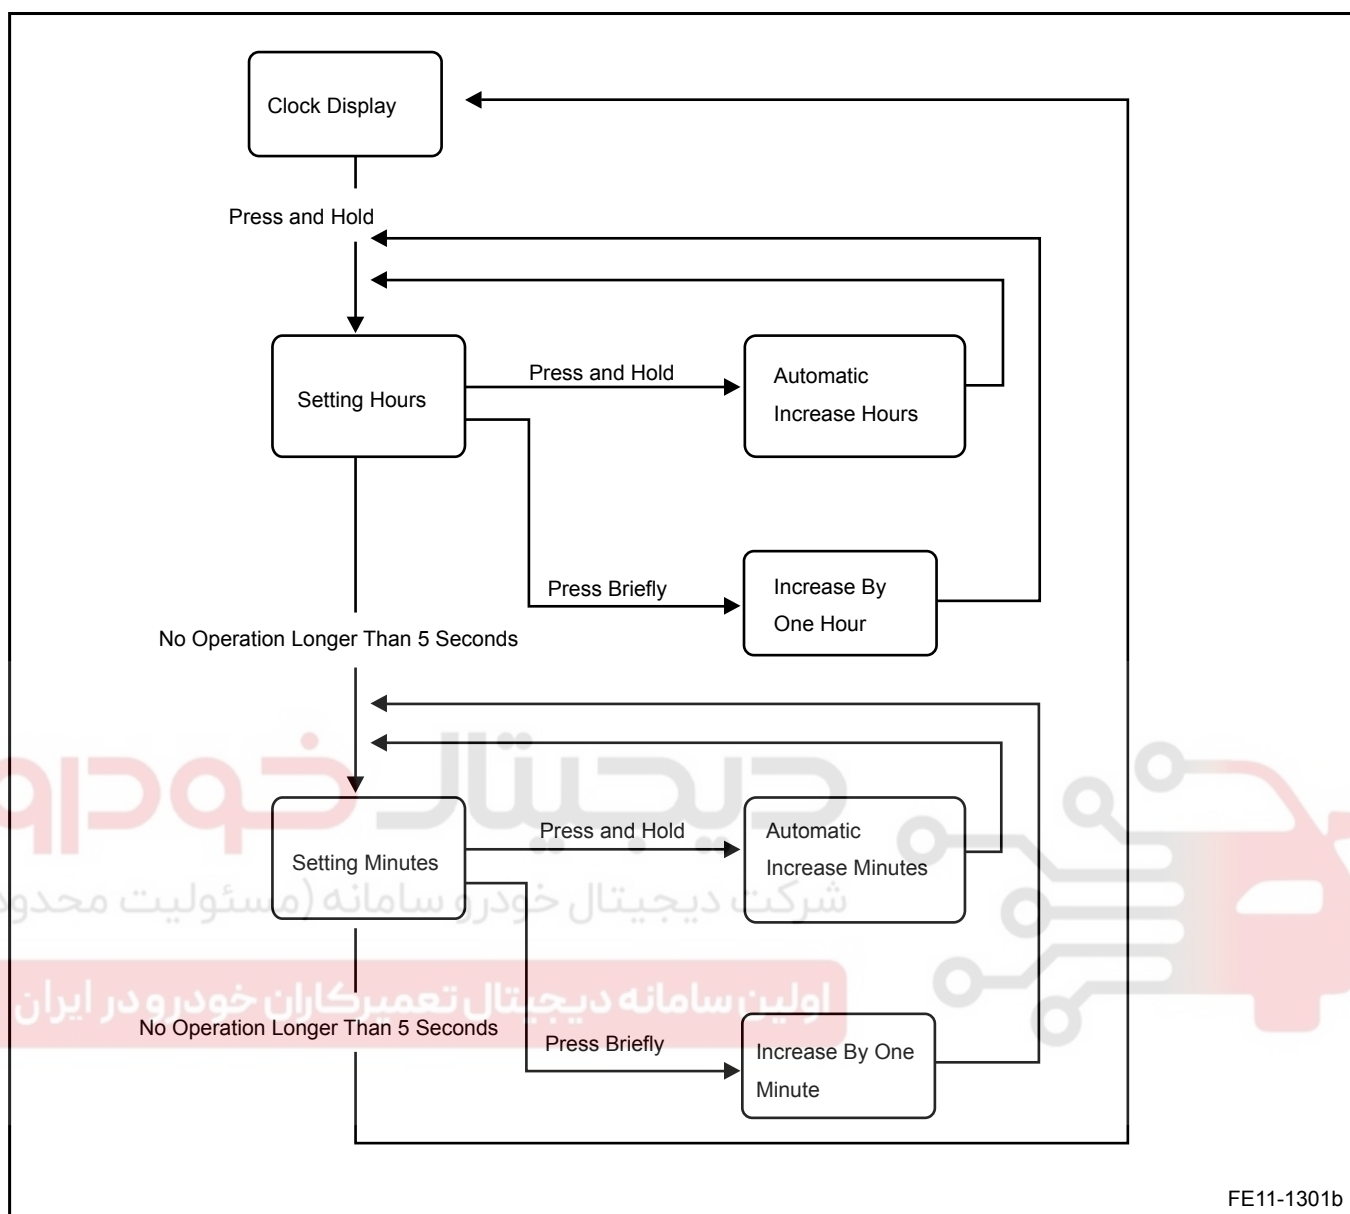 Clock Display
Press and Hold
Setting Hours
Press and Hold
Automatic
Increase Hours
Press Briefly
Increase By
One Hour
No Operation Longer Than 5 Seconds
دیجیتال خودرو
Setting Minutes
Press and Hold
Automatic
Increase Minutes
شرکت دیجیتال خودرو سامانه (مسئولیت محدود
اولین سامانه دیجیتال تعمیرکاران خودرو در ایران
No Operation Longer Than 5 Seconds
Press Briefly
Increase By One
Minute
FE11-1301b